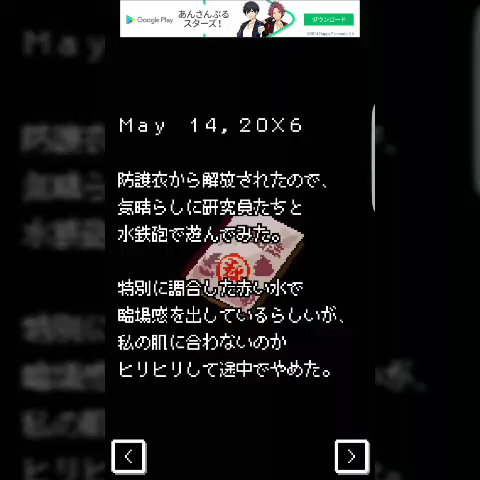 Google Play
あんさんぶる
スターズ！
ダウンロード
May 14, 20X6
防護衣から解放されたので、
気晴らしに研究員たちと
水鉄砲で遊んでみた。
寿
特別に調合した赤い水で
臨場感を出しているらしいが、
私の肌に合わないのか
ヒリヒリして途中でやめた。